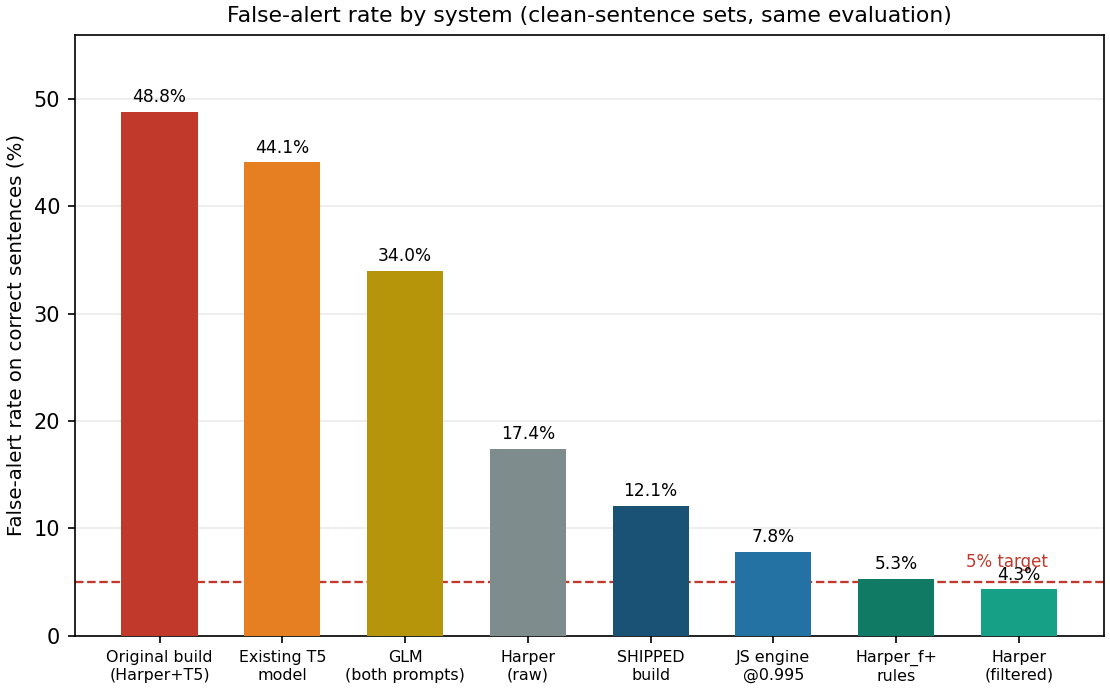 False-alert rate by system (clean-sentence sets, same evaluation)
False-alert rate on correct sentences (%)
50
40
30
20
10
0
48.8%
44.1%
34.0%
17.4%
12.1%
7.8%
5.3%
5% target
4.3%
Original build
(Harper+T5)
Existing T5
model
GLM
(both prompts)
Harper
(raw)
SHIPPED
build
JS engine
@0.995
Harper_f+
rules
Harper
(filtered)